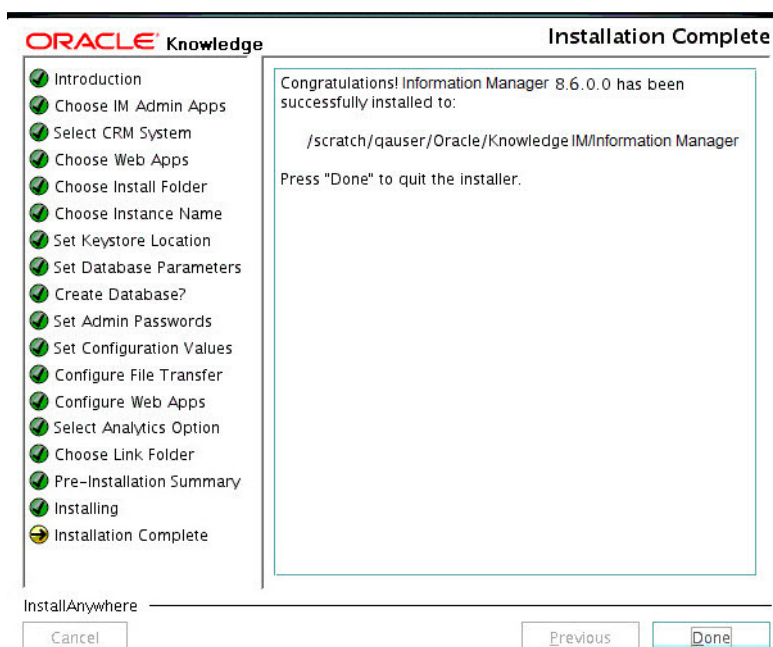 ORACLE Knowledge
Installation Complete
Introduction
Choose IM Admin Apps
Select CRM System
Choose Web Apps
Choose Install Folder
Choose Instance Name
Set Keystore Location
Set Database Parameters
Create Database?
Set Admin Passwords
Set Configuration Values
Configure File Transfer
Configure Web Apps
Select Analytics Option
Choose Link Folder
Pre-Installation Summary
Installing
Installation Complete
Congratulations! Information Manager 8.6.0.0 has been
successfully installed to:
/scratch/qauser/Oracle/Knowledge IM/Information Manager
Press "Done" to quit the installer.
InstallAnywhere
Cancel
Previous
Done